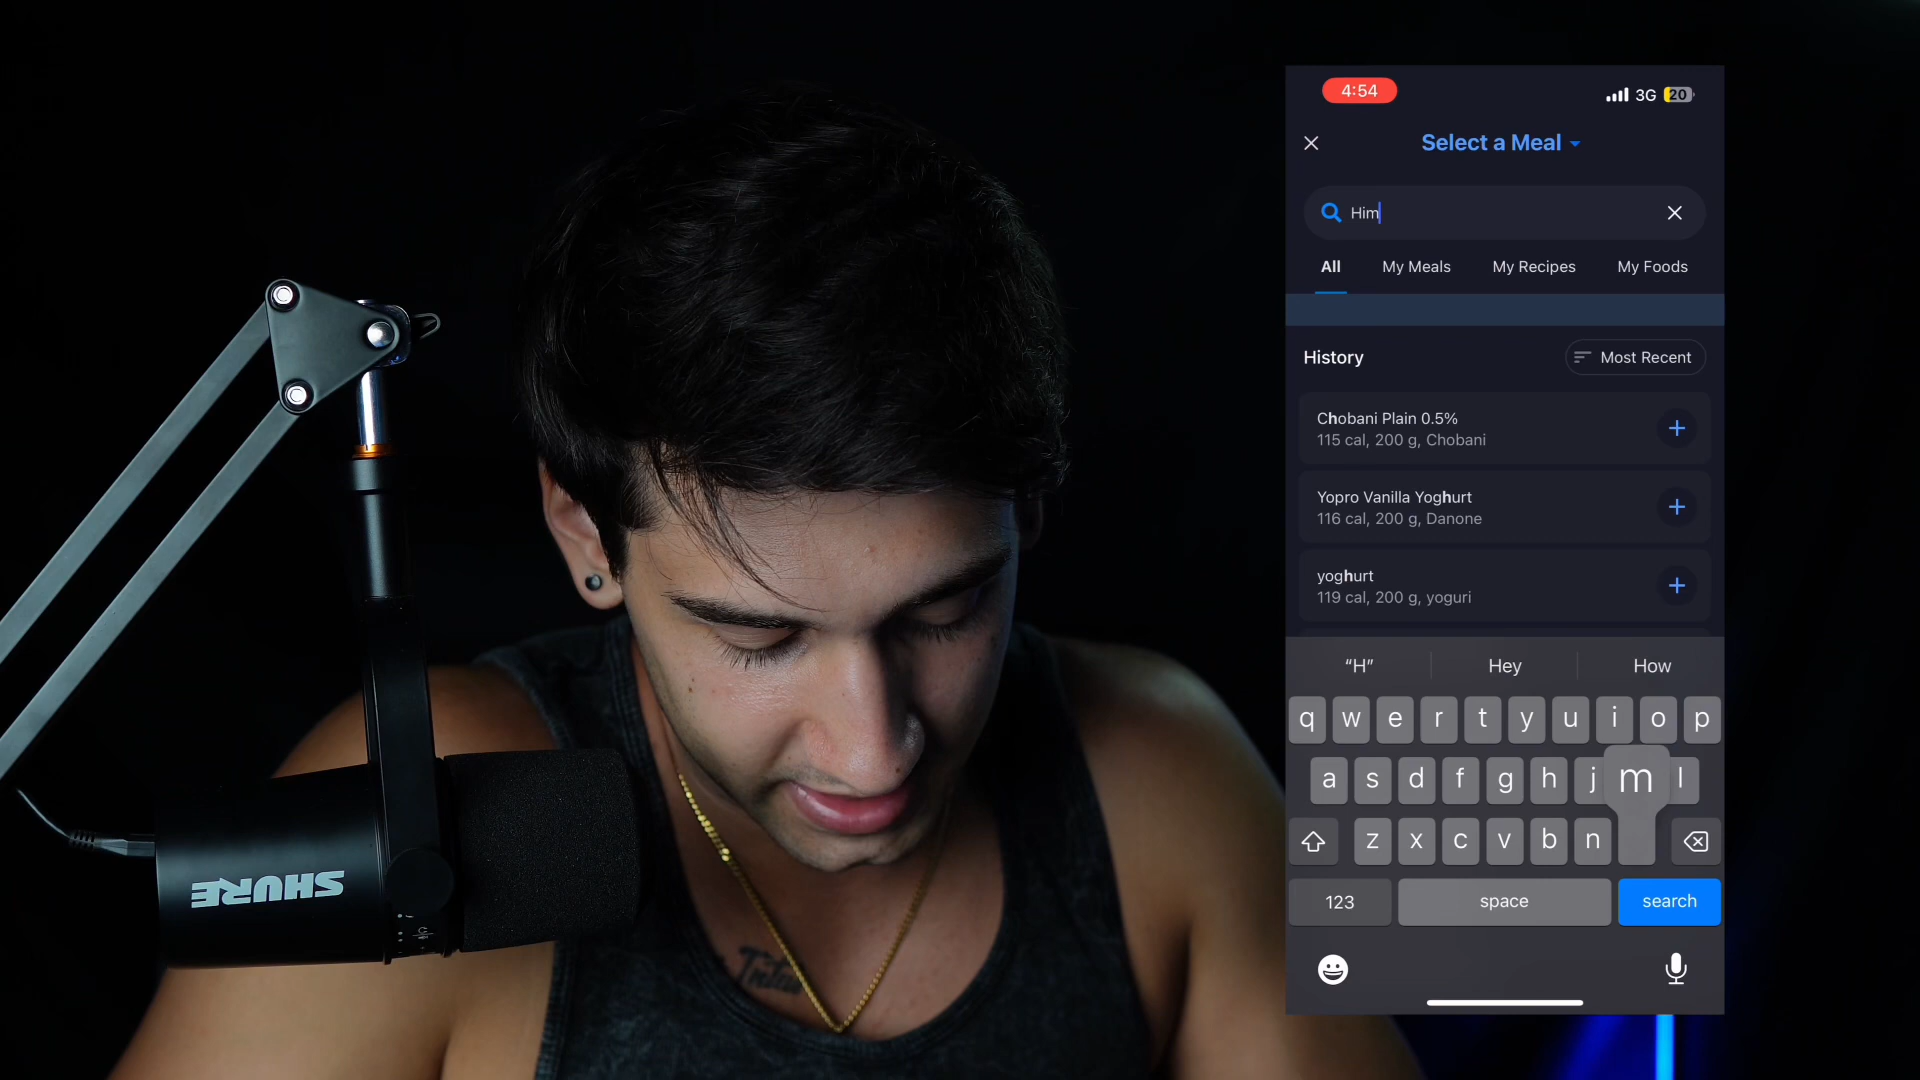 4:54
3G 20
Select a Meal
Him
All My Meals My Recipes My Foods
History
Most Recent
Chobani Plain 0.5%
115 cal, 200 g, Chobani
Yopro Vanilla Yoghurt
116 cal, 200 g, Danone
yoghurt
119 cal, 200 g, yoguri
“H” Hey How
q w e r t y u i o p
a s d f g h j m l
z x c v b n
123 space search
SHURE